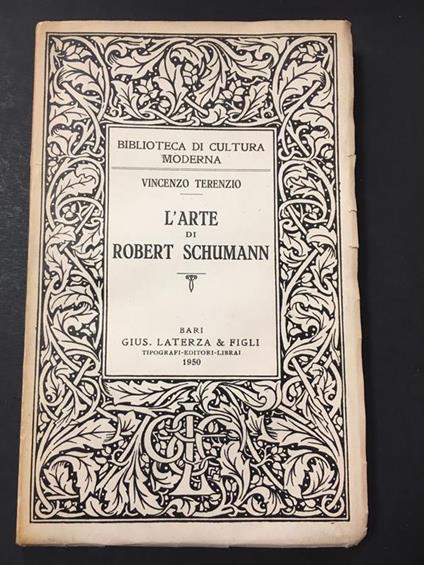 BIBLIOTECA DI CULTURA
MODERNA
VINCENZO TERENZIO
L'ARTE
DI
ROBERT SCHUMANN
BARI
GIUS. LATERZA & FIGLI
TIPOGRAFI-EDITORI-LIBRAI
1950